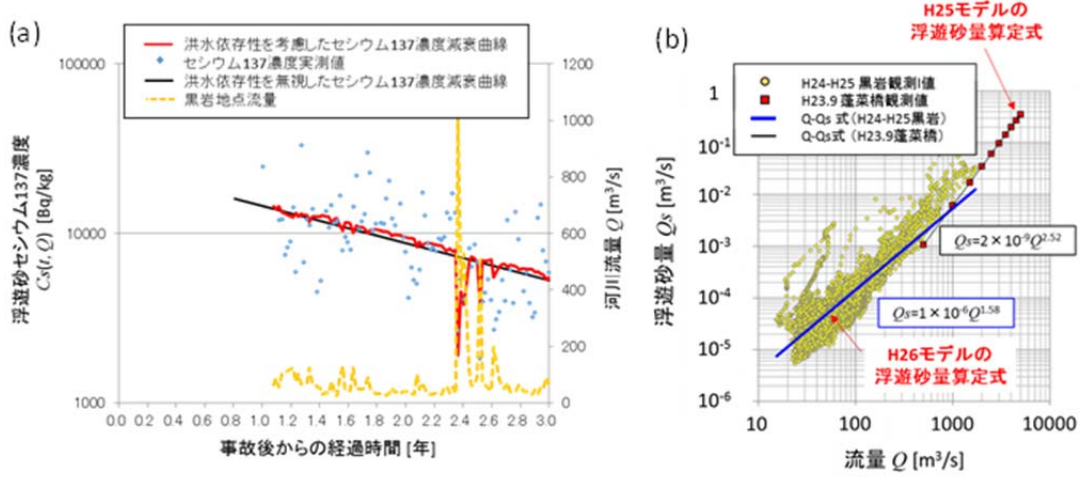 (a)
洪水依存性を考慮したセシウム137濃度減衰曲線
セシウム137濃度実測値
洪水依存性を無視したセシウム137濃度減衰曲線
黒岩地点流量
100000
10000
1000
浮遊砂セシウム137濃度
Cs(t, Q) [Bq/kg]
1200
1000
800
600
400
200
0
河川流量 Q [m³/s]
0.0 0.2 0.4 0.6 0.8 1.0 1.2 1.4 1.6 1.8 2.0 2.2 2.4 2.6 2.8 3.0
事故後からの経過時間 [年]
(b)
H25モデルの
浮遊砂量算定式
H24-H25 黒岩観測値
H23.9 蓬莱橋観測値
Q-Qs 式 (H24-H25黒岩)
Q-Qs式 (H23.9蓬莱橋)
1
10⁻¹
10⁻²
10⁻³
10⁻⁴
10⁻⁵
10⁻⁶
浮遊砂量 Qs [m³/s]
Qs=2×10⁻⁹Q²·⁵²
Qs=1×10⁻⁶Q¹·⁵⁸
H26モデルの
浮遊砂量算定式
10 100 1000 10000
流量 Q [m³/s]